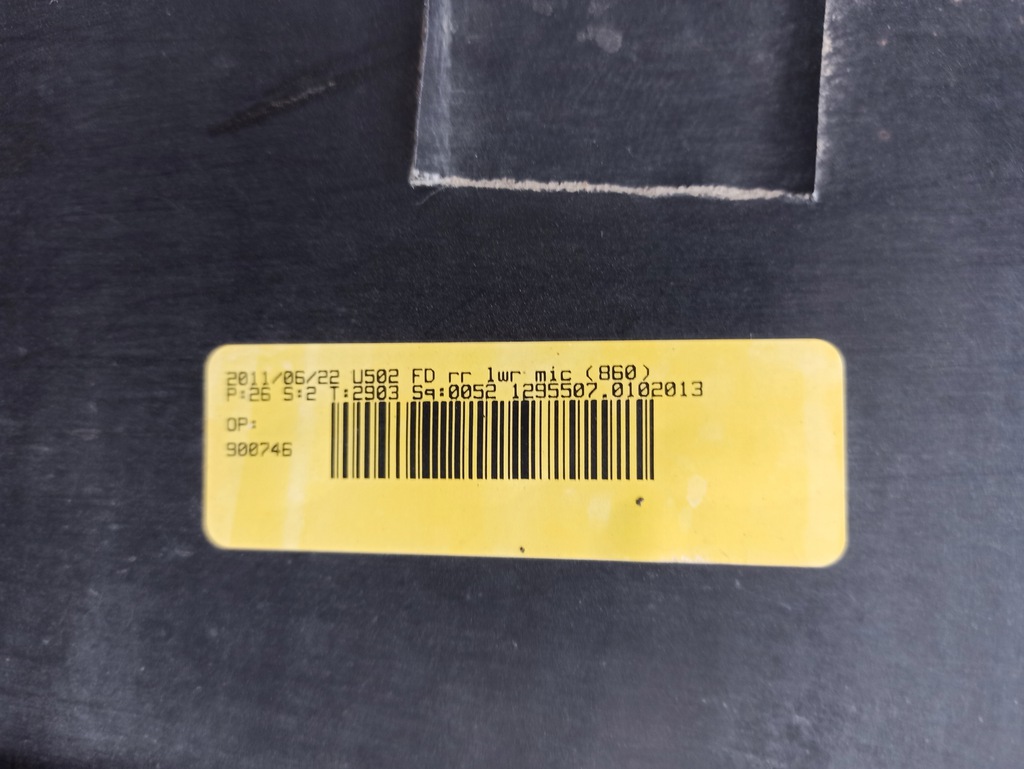 2011/06/22 U502 FD rr lwr mic (860)
P:26 S:2 T:2903 Sq:0052 1295507.0102013
OP:
900746